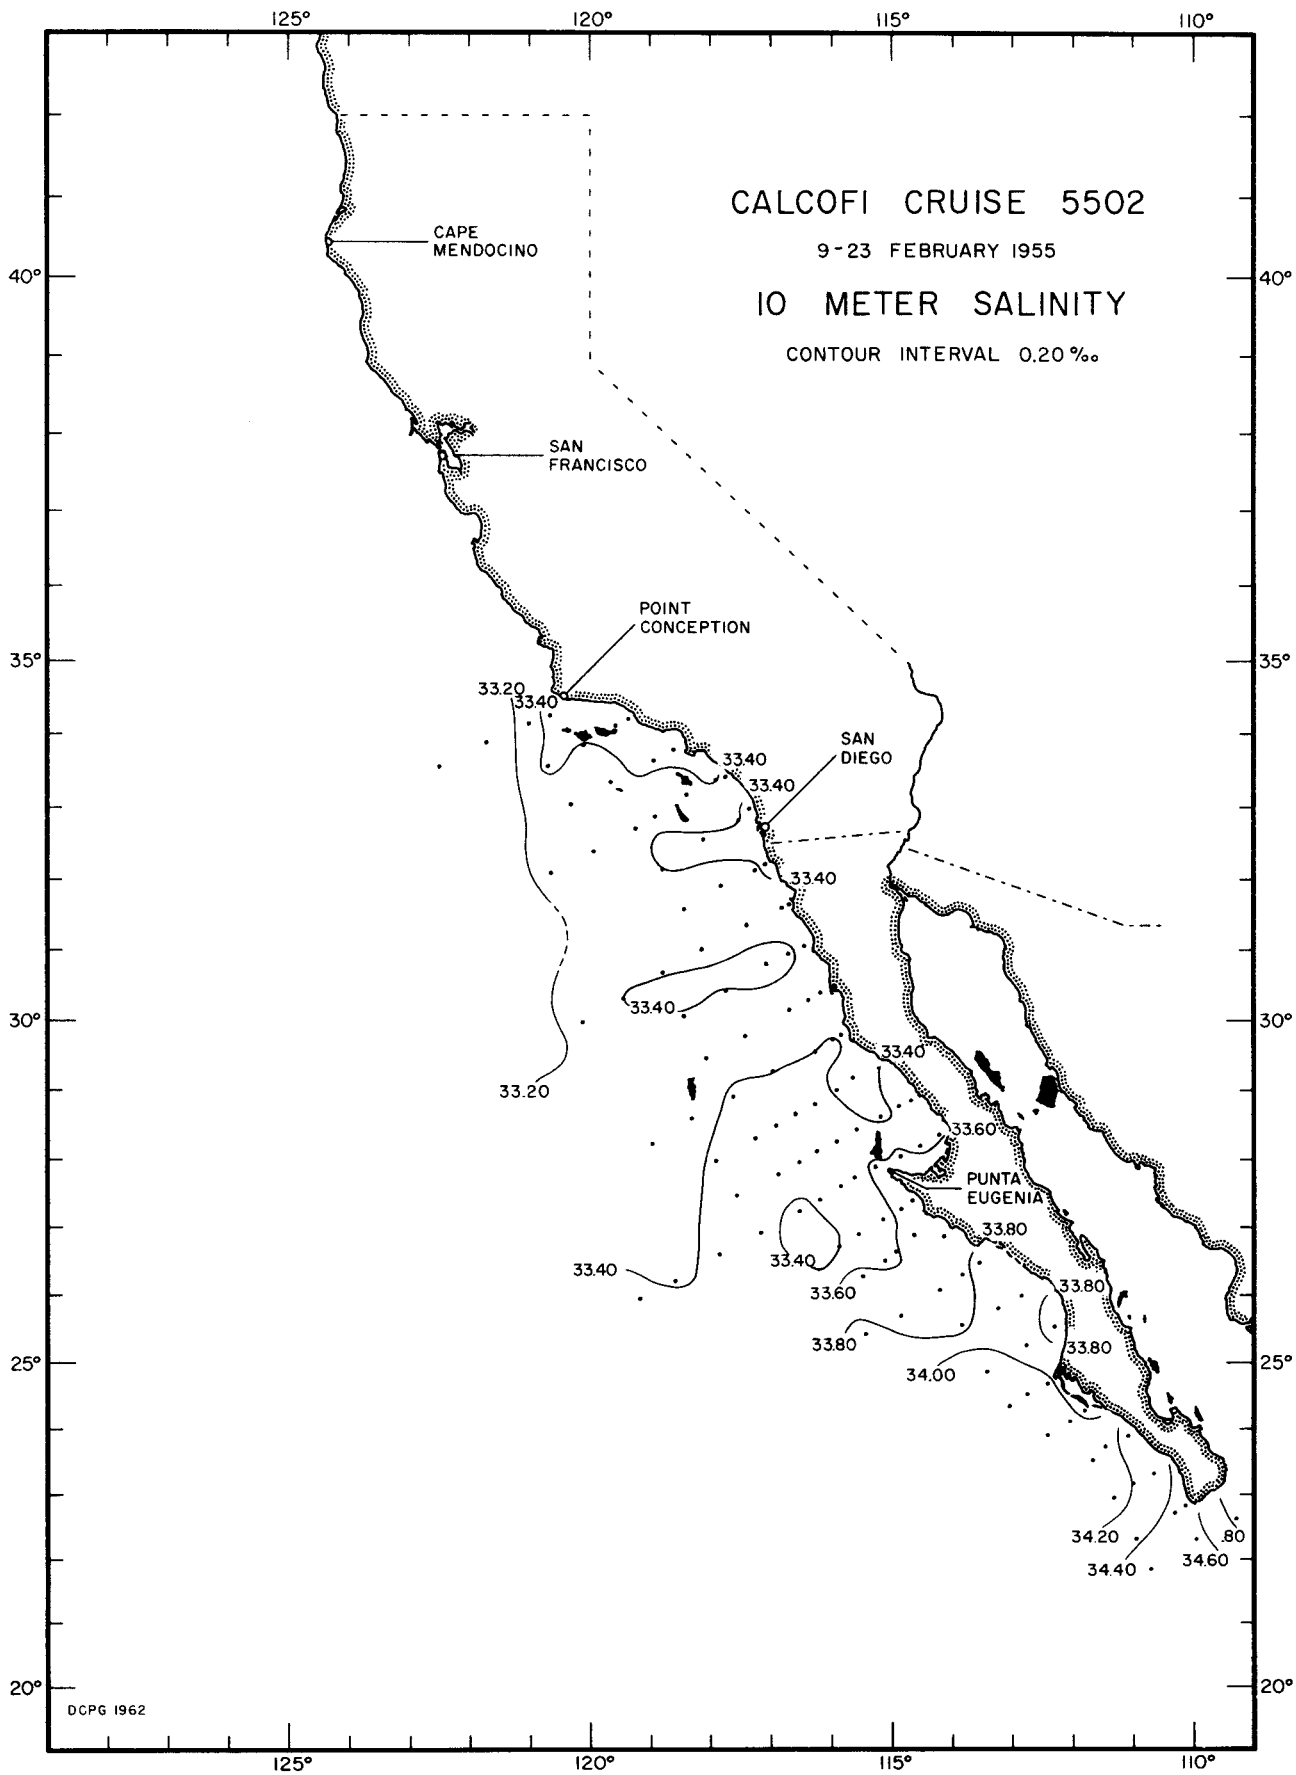 125°
120°
115°
110°
CALCOFI CRUISE 5502
9-23 FEBRUARY 1955
10 METER SALINITY
CONTOUR INTERVAL 0.20 ‰
CAPE
MENDOCINO
40°
40°
SAN
FRANCISCO
POINT
CONCEPTION
35°
35°
33.20
33.40
SAN
DIEGO
33.40
33.40
33.40
33.40
30°
30°
33.40
33.20
33.60
PUNTA
EUGENIA
33.80
33.40
33.40
33.60
33.80
33.80
33.80
34.00
25°
25°
34.20
.80
34.40
34.60
20°
20°
DCPG 1962
125°
120°
115°
110°